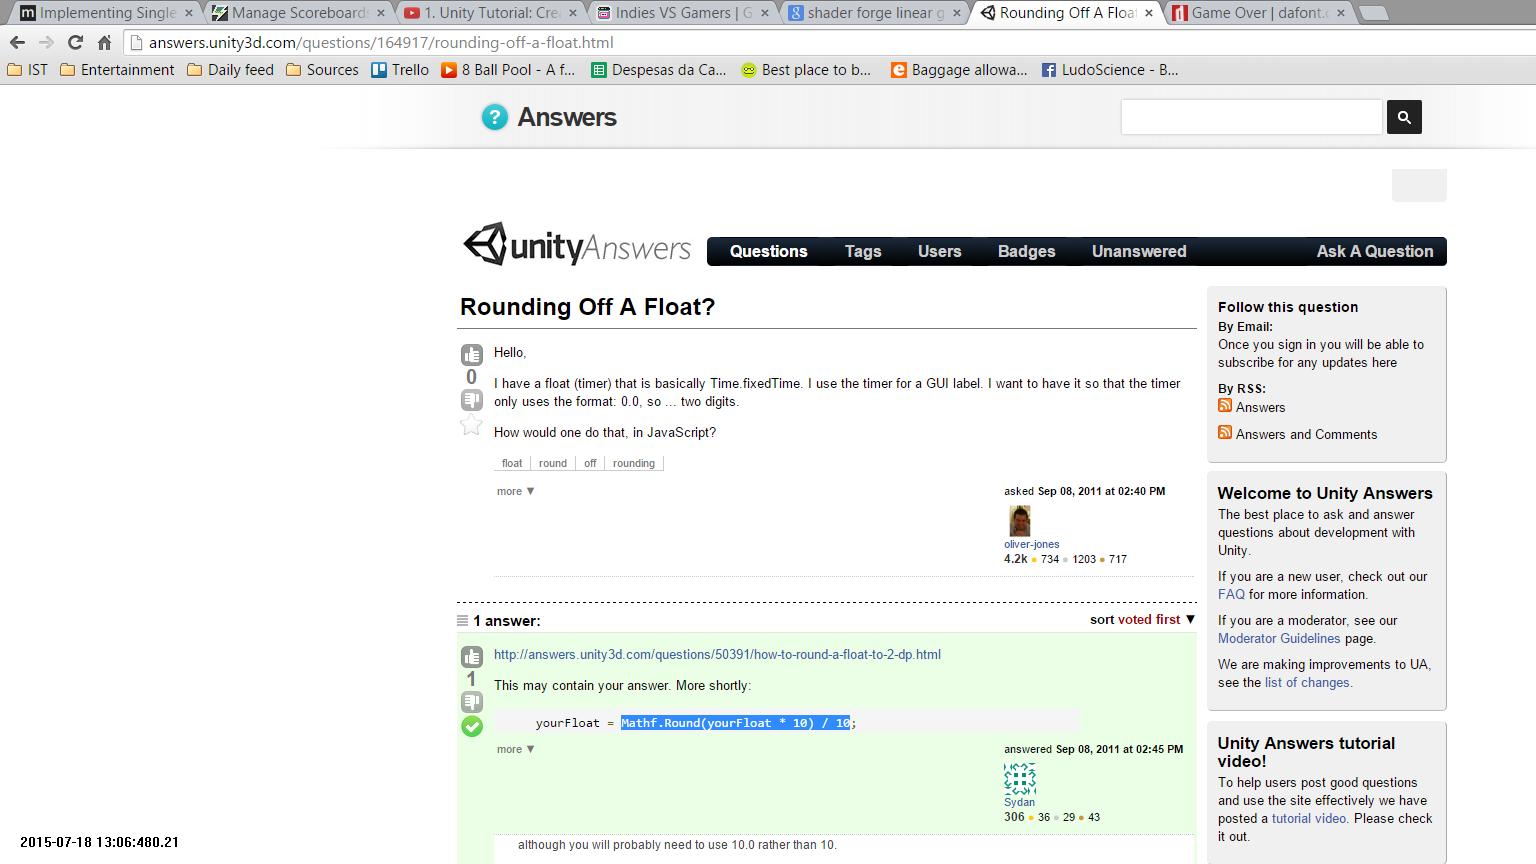 Implementing Single
Manage Scoreboards
1. Unity Tutorial: Cre
Indies VS Gamers | G
shader forge linear g
Rounding Off A Float
Game Over | dafont.c
answers.unity3d.com/questions/164917/rounding-off-a-float.html
IST
Entertainment
Daily feed
Sources
Trello
8 Ball Pool - A f...
Despesas da Ca...
Best place to b...
Baggage allowa...
LudoScience - B...
? Answers
unityAnswers
Questions
Tags
Users
Badges
Unanswered
Ask A Question
Rounding Off A Float?
0
Hello,
I have a float (timer) that is basically Time.fixedTime. I use the timer for a GUI label. I want to have it so that the timer
only uses the format: 0.0, so ... two digits.
How would one do that, in JavaScript?
float
round
off
rounding
more ▼
asked Sep 08, 2011 at 02:40 PM
oliver-jones
4.2k ● 734 ● 1203 ● 717
1 answer:
sort voted first ▼
1
http://answers.unity3d.com/questions/50391/how-to-round-a-float-to-2-dp.html
This may contain your answer. More shortly:
yourFloat = Mathf.Round(yourFloat * 10) / 10;
more ▼
answered Sep 08, 2011 at 02:45 PM
Sydan
306 ● 36 ● 29 ● 43
although you will probably need to use 10.0 rather than 10.
Follow this question
By Email:
Once you sign in you will be able to
subscribe for any updates here
By RSS:
Answers
Answers and Comments
Welcome to Unity Answers
The best place to ask and answer
questions about development with
Unity.
If you are a new user, check out our
FAQ for more information.
If you are a moderator, see our
Moderator Guidelines page.
We are making improvements to UA,
see the list of changes.
Unity Answers tutorial
video!
To help users post good questions
and use the site effectively we have
posted a tutorial video. Please check
it out.
2015-07-18 13:06:480.21